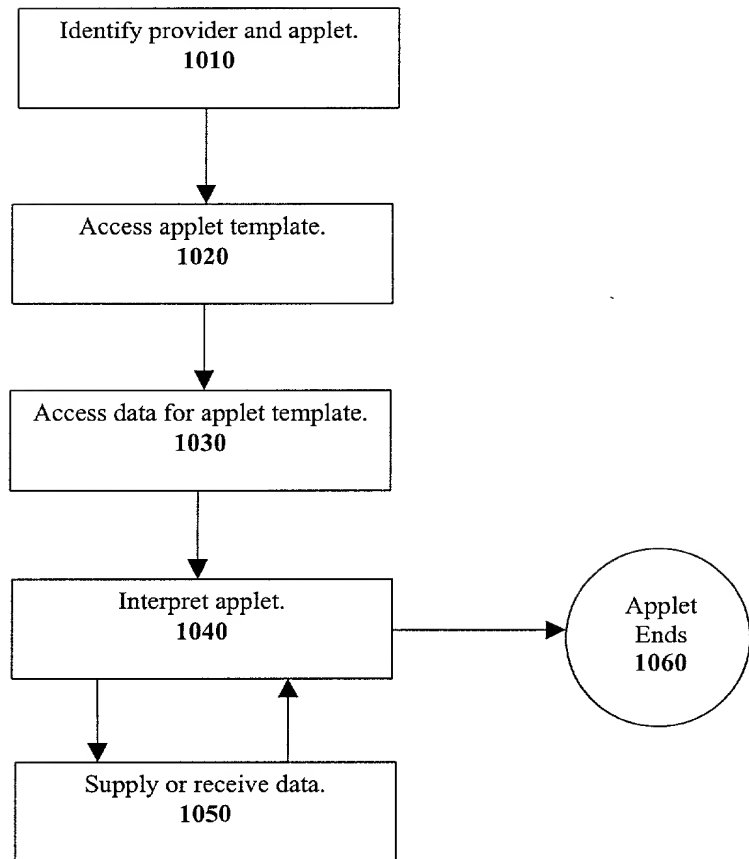 Identify provider and applet.
1010
Access applet template.
1020
Access data for applet template.
1030
Interpret applet.
1040
Applet
Ends
1060
Supply or receive data.
1050